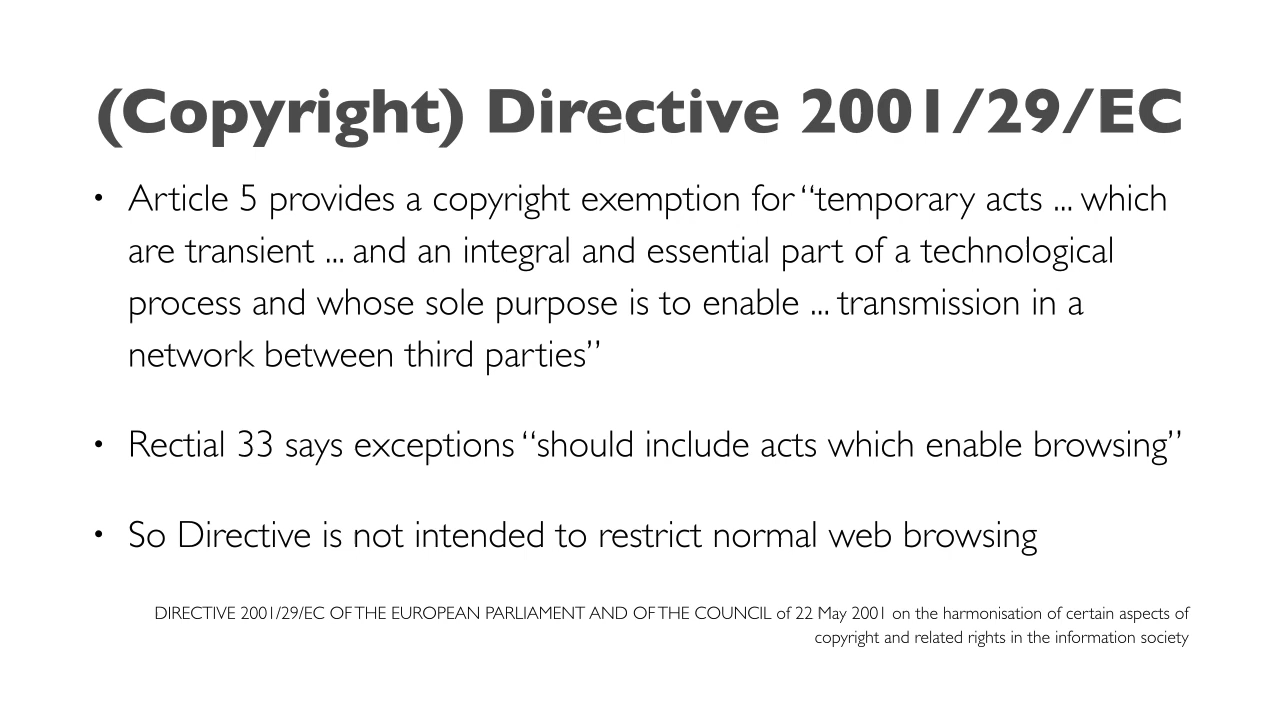 (Copyright) Directive 2001/29/EC
• Article 5 provides a copyright exemption for “temporary acts ... which
are transient ... and an integral and essential part of a technological
process and whose sole purpose is to enable ... transmission in a
network between third parties”
• Rectial 33 says exceptions “should include acts which enable browsing”
• So Directive is not intended to restrict normal web browsing
DIRECTIVE 2001/29/EC OF THE EUROPEAN PARLIAMENT AND OF THE COUNCIL of 22 May 2001 on the harmonisation of certain aspects of
copyright and related rights in the information society